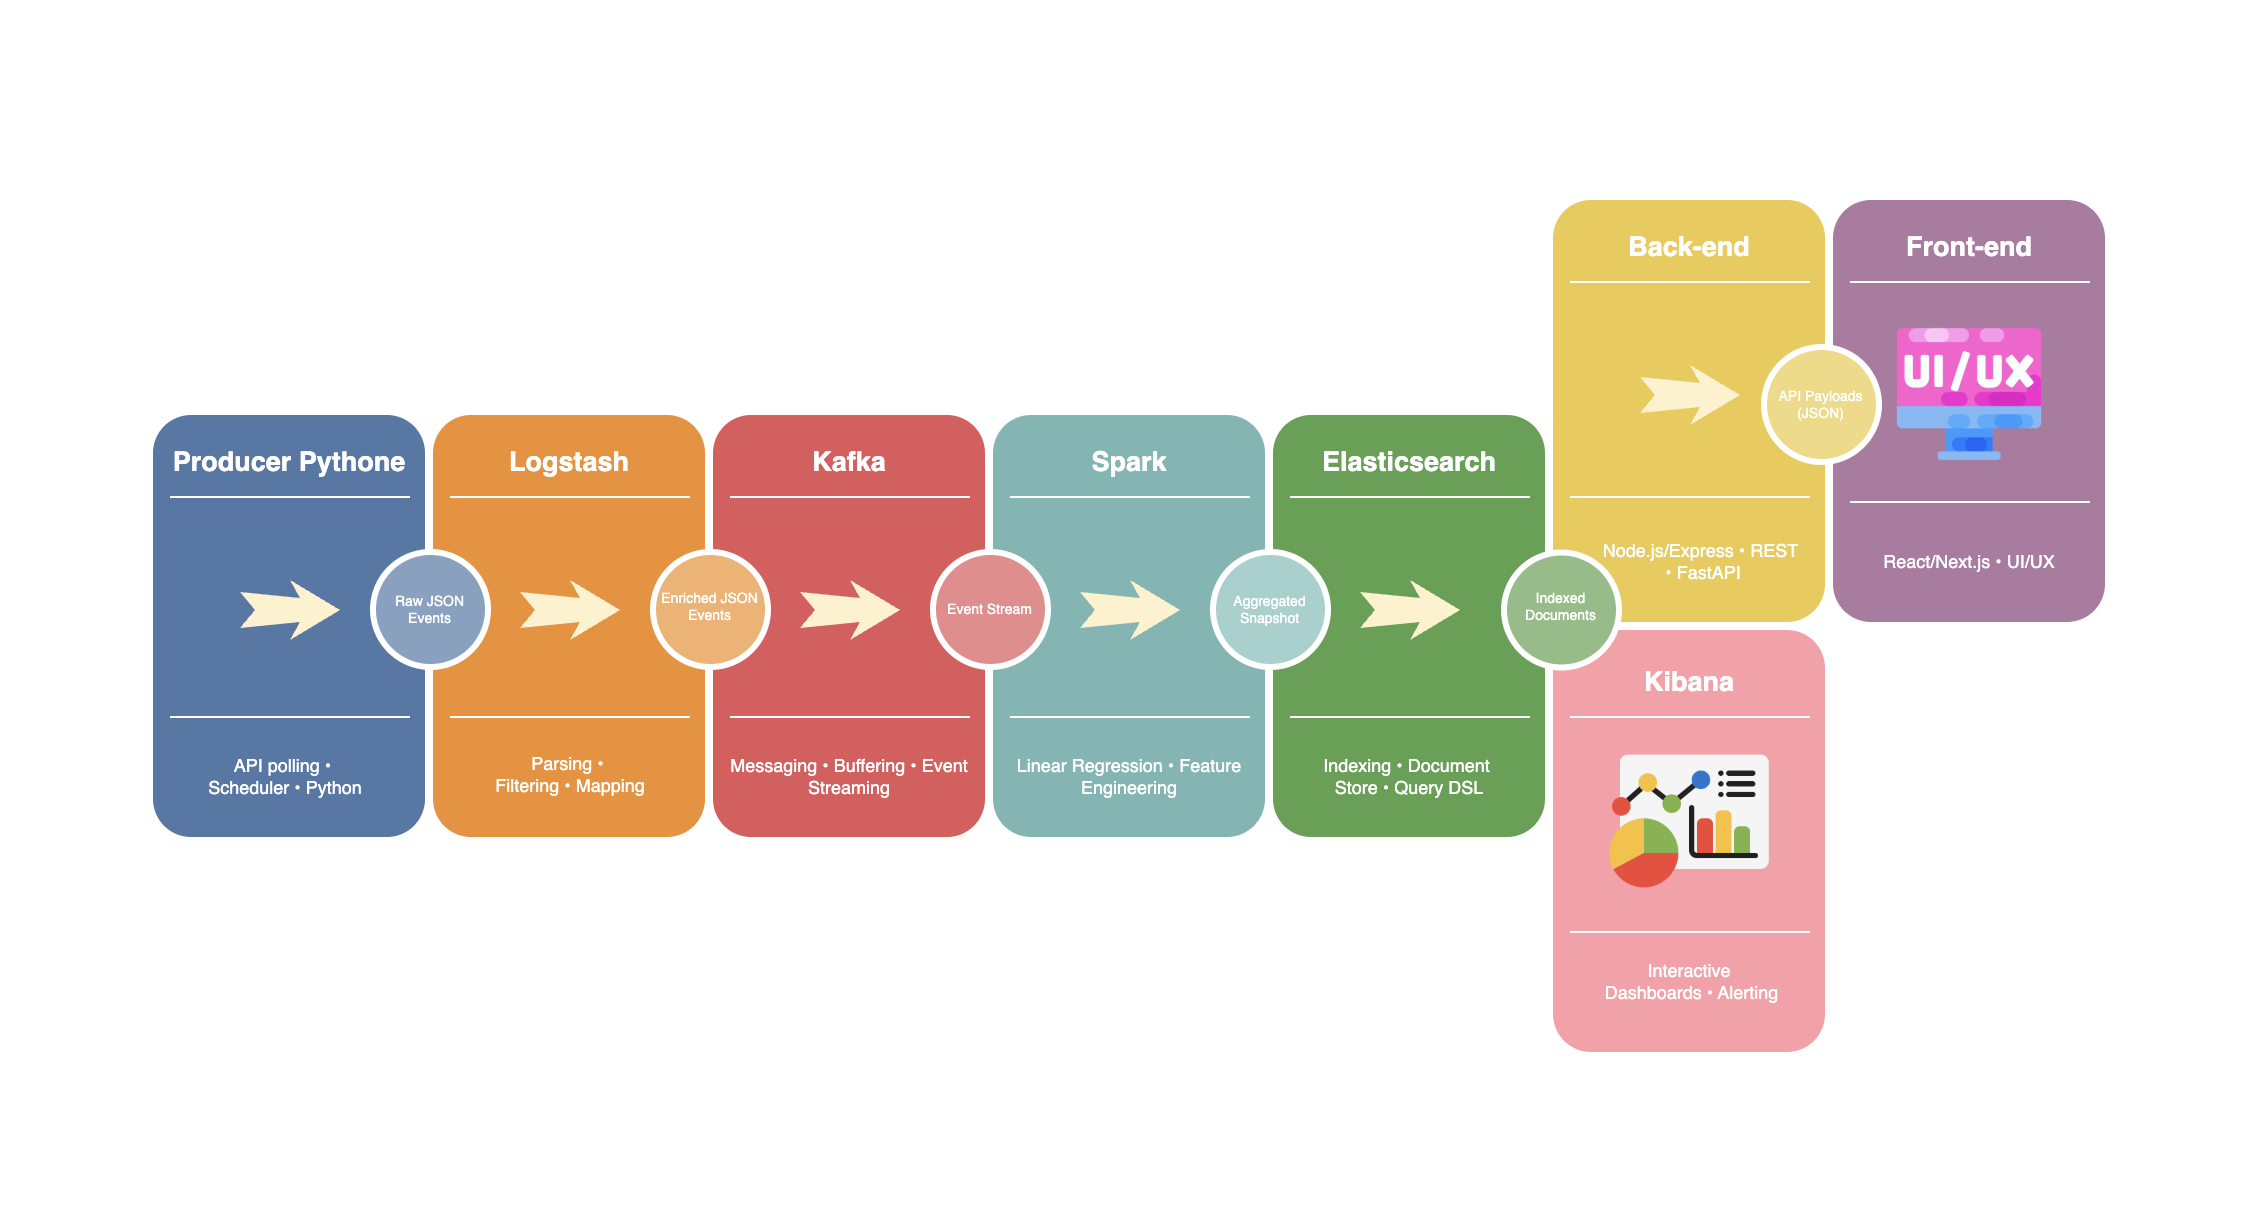 Producer Pythone
Raw JSON
Events
API polling •
Scheduler • Python
Logstash
Enriched JSON
Events
Parsing •
Filtering • Mapping
Kafka
Event Stream
Messaging • Buffering • Event
Streaming
Spark
Aggregated
Snapshot
Linear Regression • Feature
Engineering
Elasticsearch
Indexed
Documents
Indexing • Document
Store • Query DSL
Back-end
API Payloads
(JSON)
Node.js/Express • REST
• FastAPI
Front-end
UI/UX
React/Next.js • UI/UX
Kibana
Interactive
Dashboards • Alerting